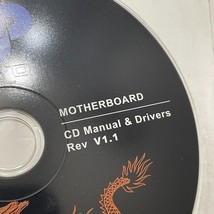 MOTHERBOARD
CD Manual & Drivers
Rev V1.1